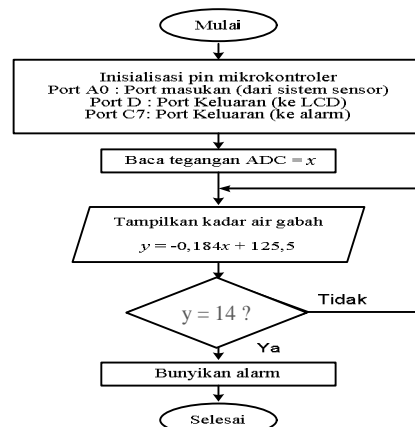 Mulai
Inisialisasi pin mikrokontroler
Port A0 : Port masukan (dari sistem sensor)
Port D : Port Keluaran (ke LCD)
Port C7: Port Keluaran (ke alarm)
Baca tegangan ADC = x
Tampilkan kadar air gabah
y = -0,184x + 125,5
y = 14 ?
Tidak
Ya
Bunyikan alarm
Selesai